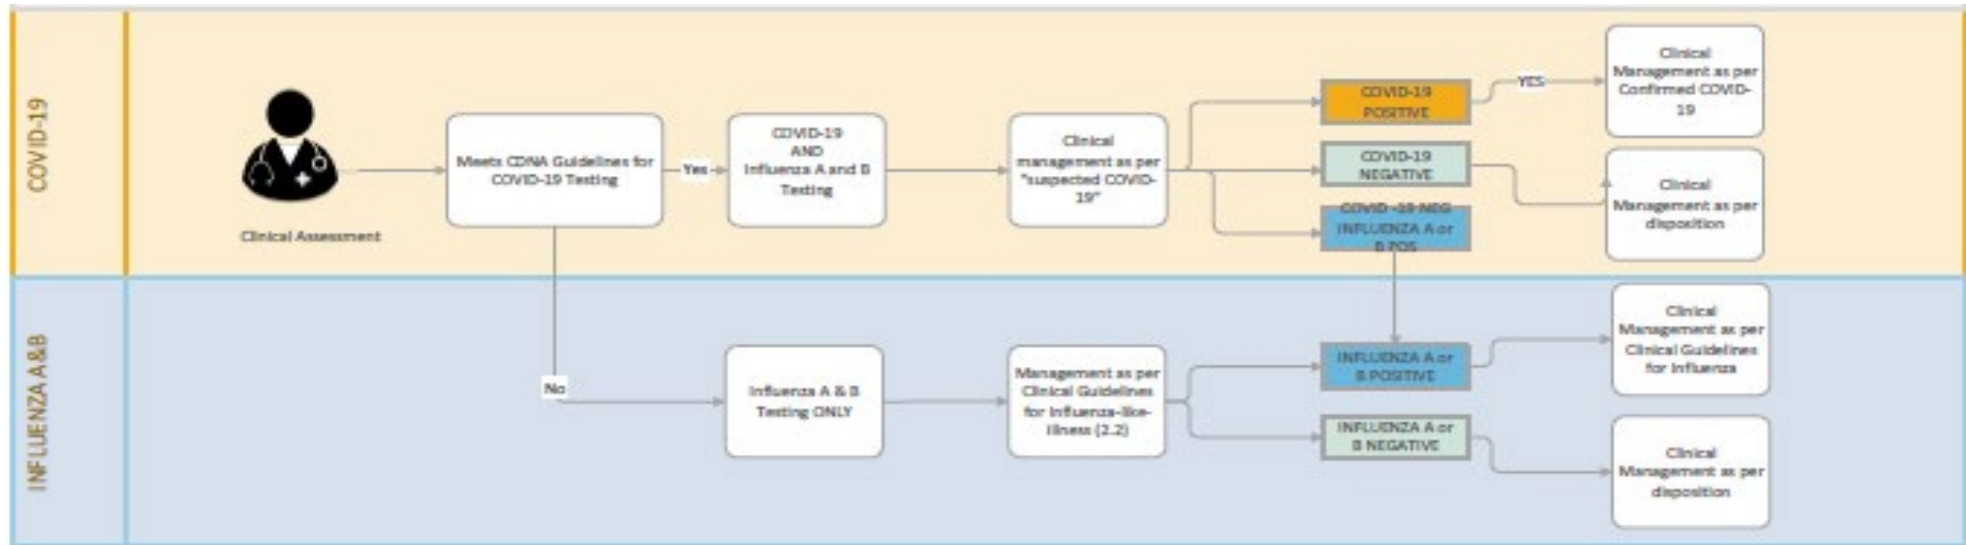 COVID-19
Clinical Assessment
Meets CDNA Guidelines for
COVID-19 Testing
Yes
COVID-19
AND
Influenza A and B
Testing
Clinical
management as per
"suspected COVID-
19"
COVID-19
POSITIVE
YES
Clinical
Management as per
Confirmed COVID-
19
COVID-19
NEGATIVE
Clinical
Management as per
disposition
COVID -19 NEG
INFLUENZA A or
B POS
INFLUENZA A&B
No
Influenza A & B
Testing ONLY
Management as per
Clinical Guidelines
for Influenza-like-
illness (2.2)
INFLUENZA A or
B POSITIVE
Clinical
Management as per
Clinical Guidelines
for Influenza
INFLUENZA A or
B NEGATIVE
Clinical
Management as per
disposition